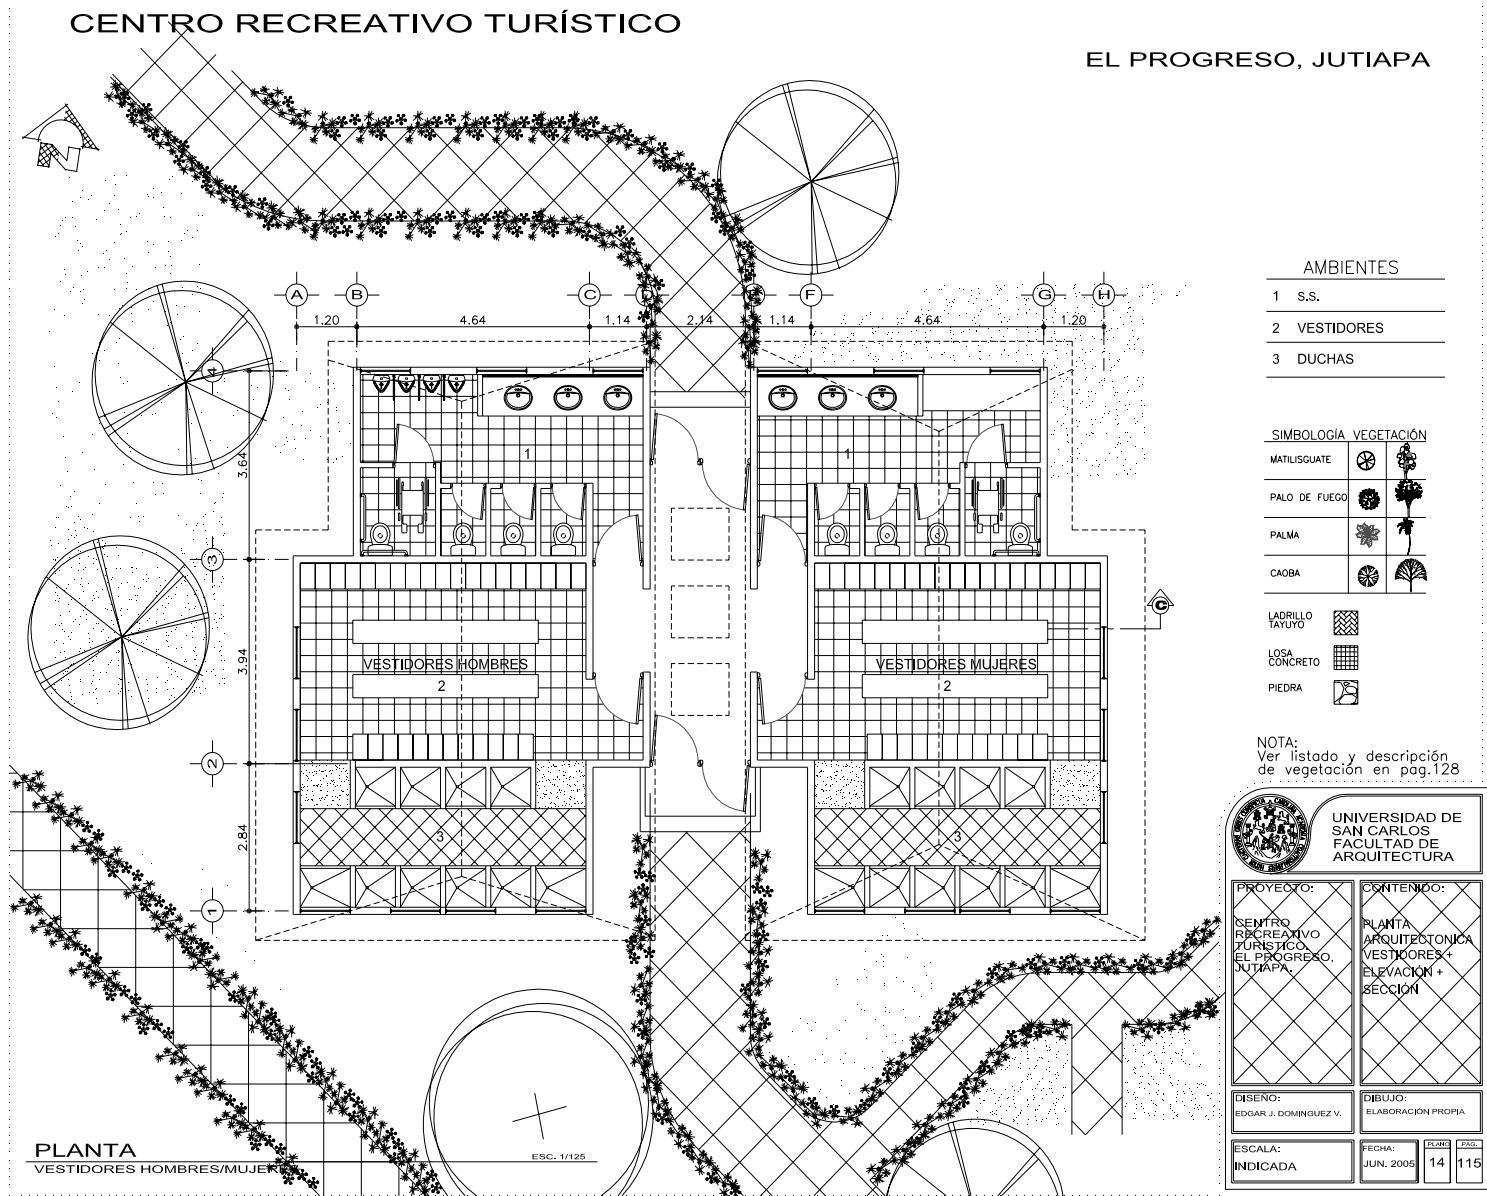 CENTRO RECREATIVO TURÍSTICO
EL PROGRESO, JUTIAPA
A B C D F G H
1.20 4.64 1.14 2.14 1.14 4.64 1.20
4
3.64
3
3.94
2
2.84
1
1
1
VESTIDORES HOMBRES
2
VESTIDORES MUJERES
2
C
3
3
AMBIENTES
1 S.S.
2 VESTIDORES
3 DUCHAS
SIMBOLOGÍA VEGETACIÓN
MATILISGUATE
PALO DE FUEGO
PALMA
CAOBA
LADRILLO
TAYUYO
LOSA
CONCRETO
PIEDRA
NOTA:
Ver listado y descripción
de vegetación en pag.128
UNIVERSIDAD DE
SAN CARLOS
FACULTAD DE
ARQUITECTURA
PROYECTO:
CENTRO
RECREATIVO
TURISTICO.
EL PROGRESO,
JUTIAPA.
CONTENIDO:
PLANTA
ARQUITECTONICA
VESTIDORES +
ELEVACIÓN +
SECCIÓN
DISEÑO:
EDGAR J. DOMINGUEZ V.
DIBUJO:
ELABORACIÓN PROPIA
ESCALA:
INDICADA
FECHA:
JUN. 2005
PLANO
14
PAG.
115
PLANTA
VESTIDORES HOMBRES/MUJERES
ESC. 1/125